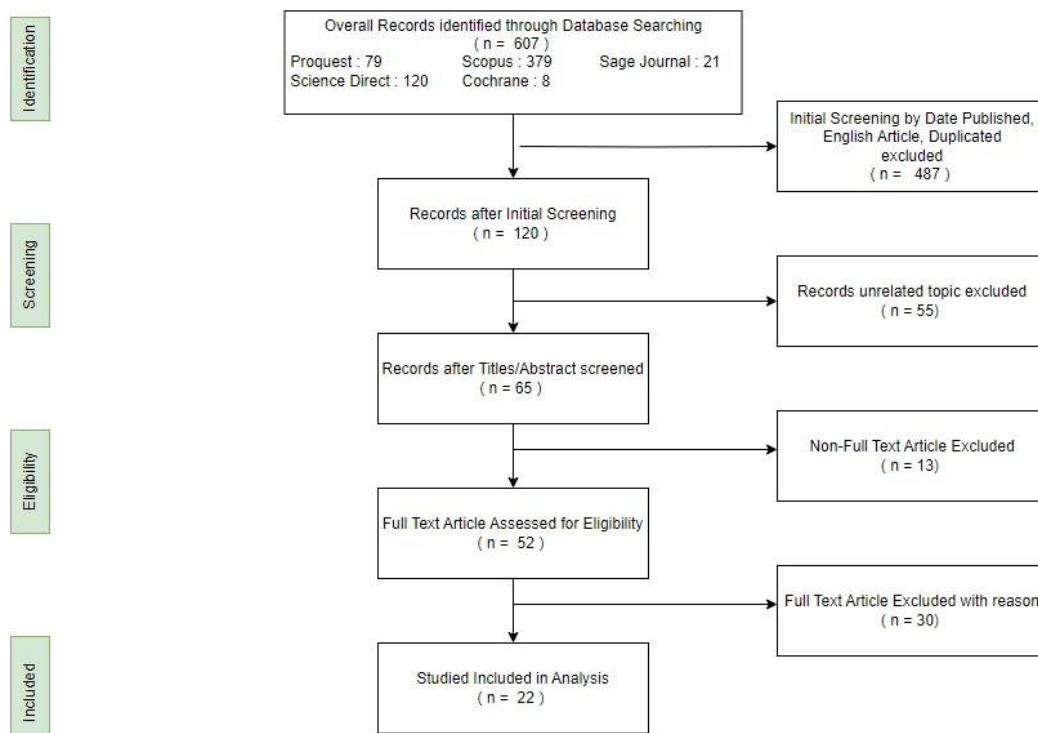 Identification
Overall Records identified through Database Searching
( n = 607 )
Proquest : 79 Scopus : 379 Sage Journal : 21
Science Direct : 120 Cochrane : 8
Initial Screening by Date Published,
English Article, Duplicated
excluded
( n = 487 )
Records after Initial Screening
( n = 120 )
Screening
Records unrelated topic excluded
( n = 55)
Records after Titles/Abstract screened
( n = 65 )
Eligibility
Non-Full Text Article Excluded
( n = 13)
Full Text Article Assessed for Eligibility
( n = 52 )
Full Text Article Excluded with reason
( n = 30)
Included
Studied Included in Analysis
( n = 22 )